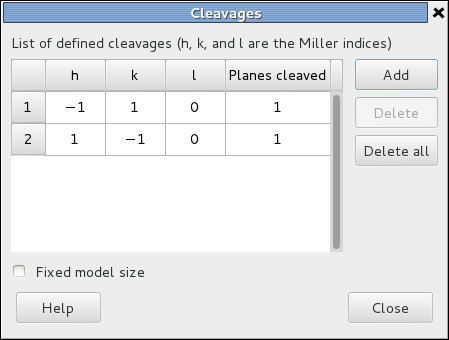 Cleavages
List of defined cleavages (h, k, and l are the Miller indices)
h k l Planes cleaved
1 −1 1 0 1
2 1 −1 0 1
Add
Delete
Delete all
Fixed model size
Help
Close